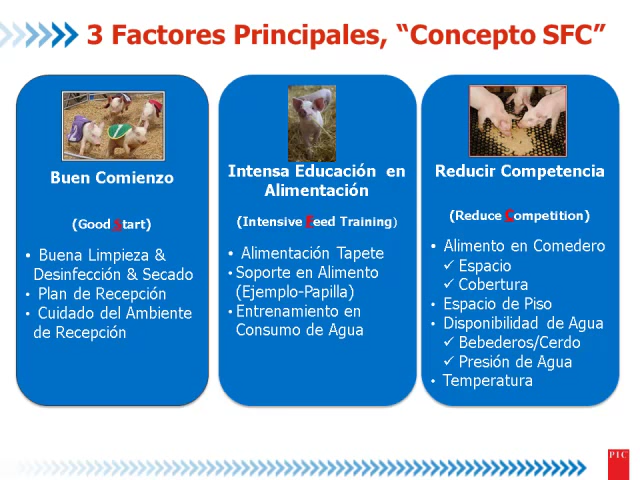 3 Factores Principales, “Concepto SFC”
Buen Comienzo
(Good Start)
• Buena Limpieza &
Desinfección & Secado
• Plan de Recepción
• Cuidado del Ambiente
de Recepción
Intensa Educación en
Alimentación
(Intensive Feed Training)
• Alimentación Tapete
• Soporte en Alimento
(Ejemplo-Papilla)
• Entrenamiento en
Consumo de Agua
Reducir Competencia
(Reduce Competition)
• Alimento en Comedero
✓ Espacio
✓ Cobertura
• Espacio de Piso
• Disponibilidad de Agua
✓ Bebederos/Cerdo
✓ Presión de Agua
• Temperatura
PIC